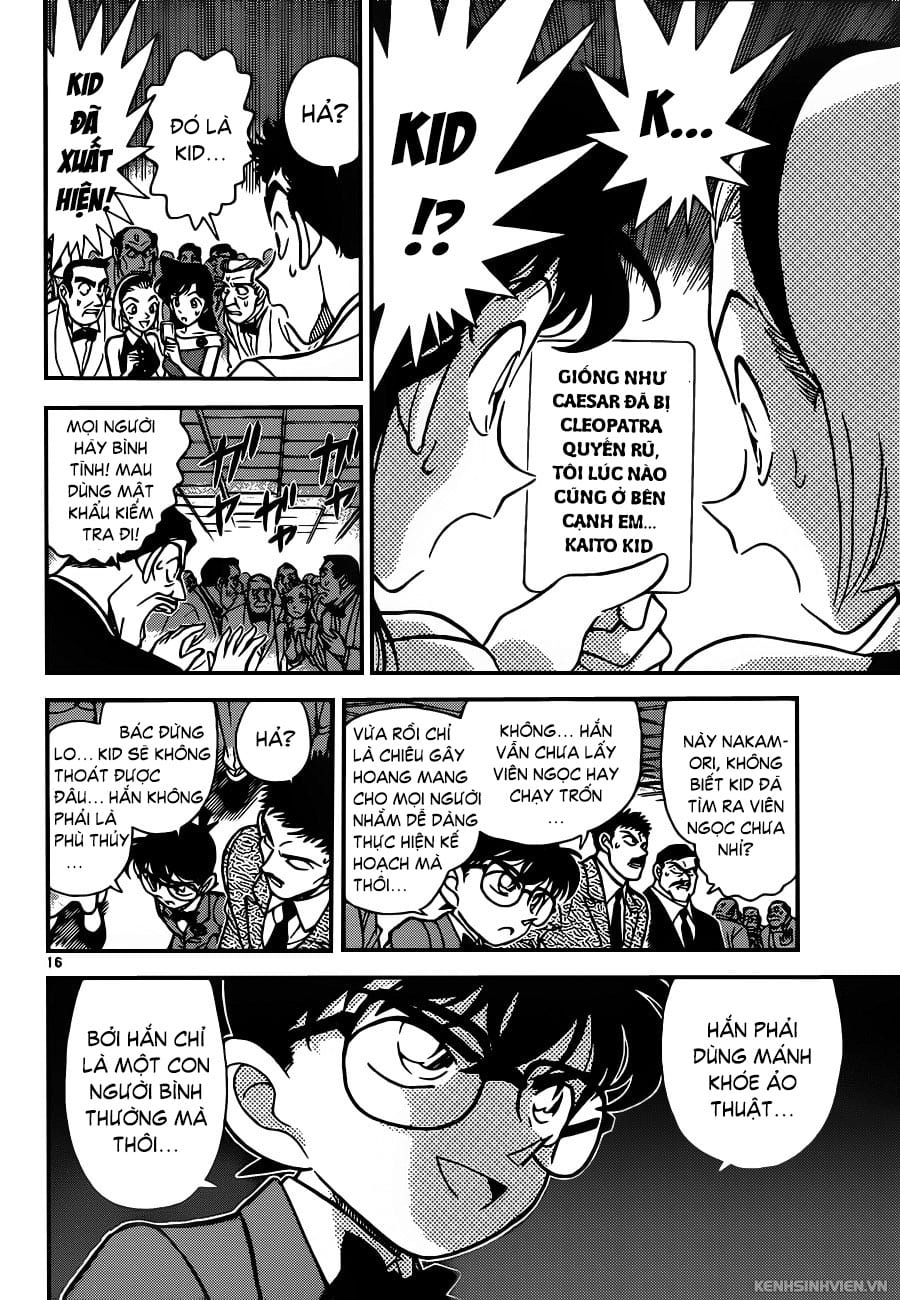 K...
KID
!?
GIỐNG NHƯ
CAESAR ĐÃ BỊ
CLEOPATRA
QUYẾN RŨ,
TÔI LÚC NÀO
CŨNG Ở BÊN
CẠNH EM...
KAITO KID
HẢ?
ĐÓ LÀ
KID...
KID
ĐÃ
XUẤT
HIỆN!
MỌI NGƯỜI
HÃY BÌNH
TĨNH! MAU
DÙNG MẬT
KHẨU KIỂM
TRA ĐI!
ガヤ
ガヤ
ガヤ
NÀY NAKAM-
ORI, KHÔNG
BIẾT KID ĐÃ
TÌM RA VIÊN
NGỌC CHƯA
NHỈ?
KHÔNG... HẮN
VẪN CHƯA LẤY
VIÊN NGỌC HAY
CHẠY TRỐN
...
VỪA RỒI CHỈ
LÀ CHIÊU GÂY
HOANG MANG
CHO MỌI NGƯỜI
NHẰM DỄ DÀNG
THỰC HIỆN KẾ
HOẠCH MÀ
THÔI...
HẢ?
BÁC ĐỪNG
LO... KID SẼ KHÔNG
THOÁT ĐƯỢC
ĐÂU... HẮN KHÔNG
PHẢI LÀ
PHÙ THỦY
...
16
HẮN PHẢI
DÙNG MÁNH
KHÓE ẢO
THUẬT...
BỞI HẮN CHỈ
LÀ MỘT CON
NGƯỜI BÌNH
THƯỜNG MÀ
THÔI...
KENHSINHVIEN.VN